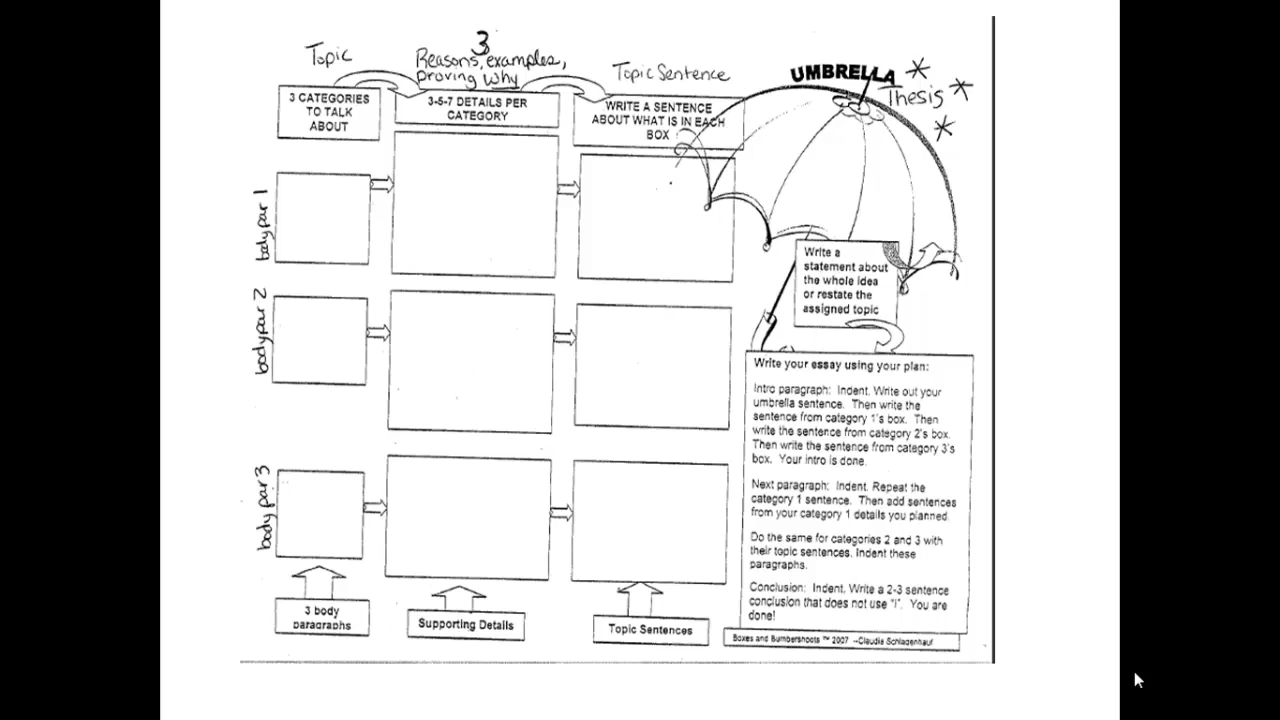 Topic
3
Reasons, examples,
proving why
Topic Sentence
UMBRELLA
Thesis
3 CATEGORIES
TO TALK
ABOUT
3-5-7 DETAILS PER
CATEGORY
WRITE A SENTENCE
ABOUT WHAT IS IN EACH
BOX
body par 1
body par 2
body par 3
Write a
statement about
the whole idea
or restate the
assigned topic
Write your essay using your plan:
Intro paragraph: Indent. Write out your
umbrella sentence. Then write the
sentence from category 1's box. Then
write the sentence from category 2's box.
Then write the sentence from category 3's
box. Your intro is done.
Next paragraph: Indent. Repeat the
category 1 sentence. Then add sentences
from your category 1 details you planned.
Do the same for categories 2 and 3 with
their topic sentences. Indent these
paragraphs.
Conclusion: Indent. Write a 2-3 sentence
conclusion that does not use "I". You are
done!
3 body
paragraphs
Supporting Details
Topic Sentences
Boxes and Bumbershoots ™ 2007 --Claudia Schlagenhauf